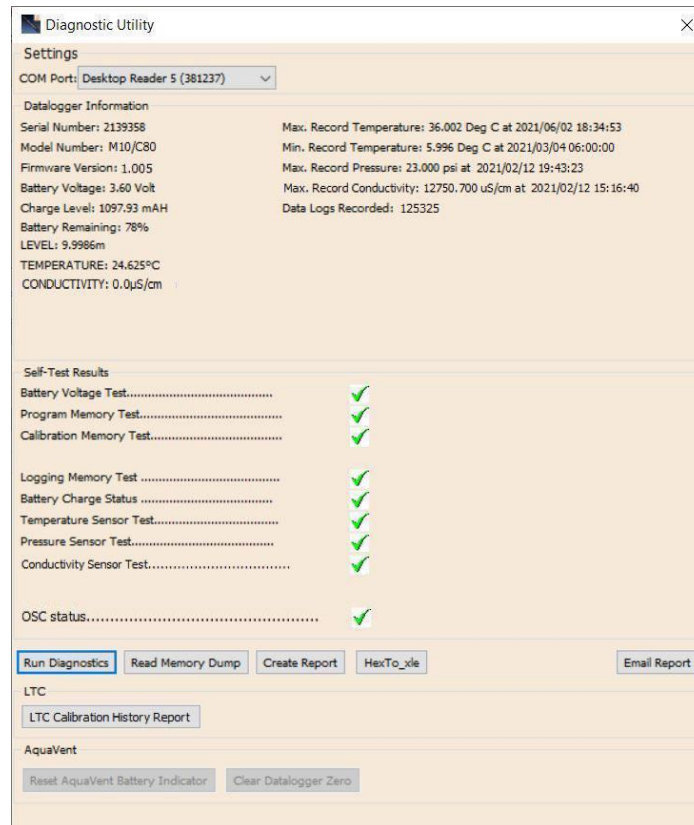 Diagnostic Utility
Settings
COM Port: Desktop Reader 5 (381237)
Datalogger Information
Serial Number: 2139358
Model Number: M10/C80
Firmware Version: 1.005
Battery Voltage: 3.60 Volt
Charge Level: 1097.93 mAH
Battery Remaining: 78%
LEVEL: 9.9986m
TEMPERATURE: 24.625°C
CONDUCTIVITY: 0.0µS/cm
Max. Record Temperature: 36.002 Deg C at 2021/06/02 18:34:53
Min. Record Temperature: 5.996 Deg C at 2021/03/04 06:00:00
Max. Record Pressure: 23.000 psi at 2021/02/12 19:43:23
Max. Record Conductivity: 12750.700 uS/cm at 2021/02/12 15:16:40
Data Logs Recorded: 125325
Self-Test Results
Battery Voltage Test...........................................
Program Memory Test...........................................
Calibration Memory Test........................................
Logging Memory Test ..........................................
Battery Charge Status ........................................
Temperature Sensor Test.....................................
Pressure Sensor Test...........................................
Conductivity Sensor Test..................................
OSC status.................................................
Run Diagnostics
Read Memory Dump
Create Report
HexTo_xle
Email Report
LTC
LTC Calibration History Report
AquaVent
Reset AquaVent Battery Indicator
Clear Datalogger Zero